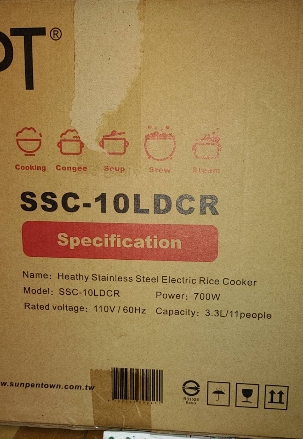 PT®
Cooking Congee Soup Brew Steam
SSC-10LDCR
Specification
Name: Heathy Stainless Steel Electric Rice Cooker
Model: SSC-10LDCR Power: 700W
Rated voltage: 110V / 60Hz Capacity: 3.3L/11people
www.sunpentown.com.tw